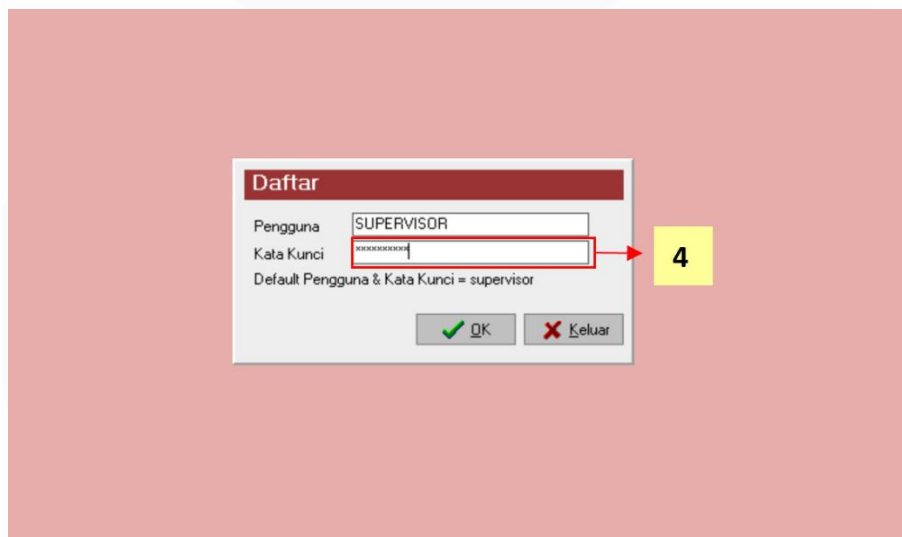 Daftar
Pengguna SUPERVISOR
Kata Kunci xxxxxxxxxx
4
Default Pengguna & Kata Kunci = supervisor
OK Keluar